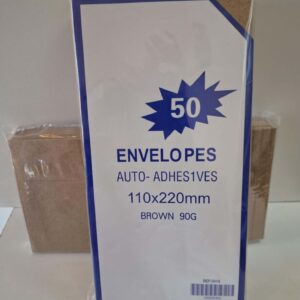 50
ENVELOPES
AUTO-ADHES1VES
110x220mm
BROWN 90G